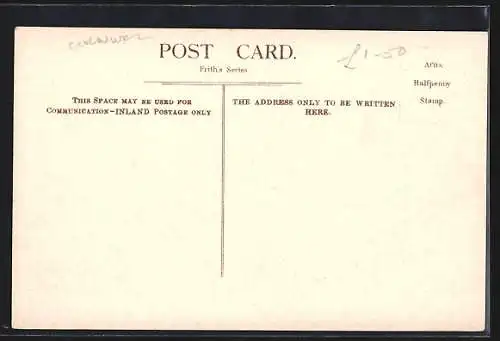 CORNWALL
POST CARD.
£1-50
Frith's Series
Affix
Halfpenny
Stamp.
THIS SPACE MAY BE USED FOR
COMMUNICATION-INLAND POSTAGE ONLY
THE ADDRESS ONLY TO BE WRITTEN
HERE.